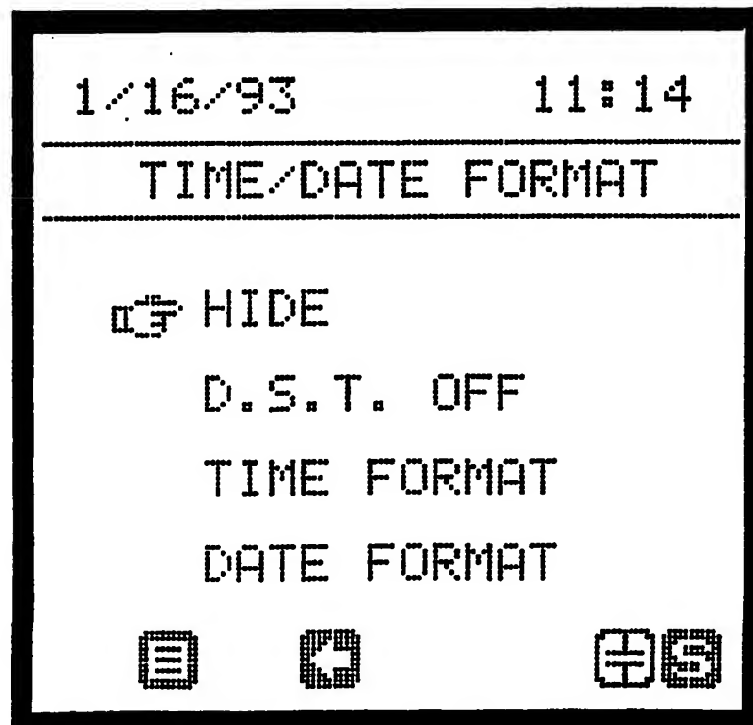 1/16/93 11:14
TIME/DATE FORMAT
HIDE
D.S.T. OFF
TIME FORMAT
DATE FORMAT